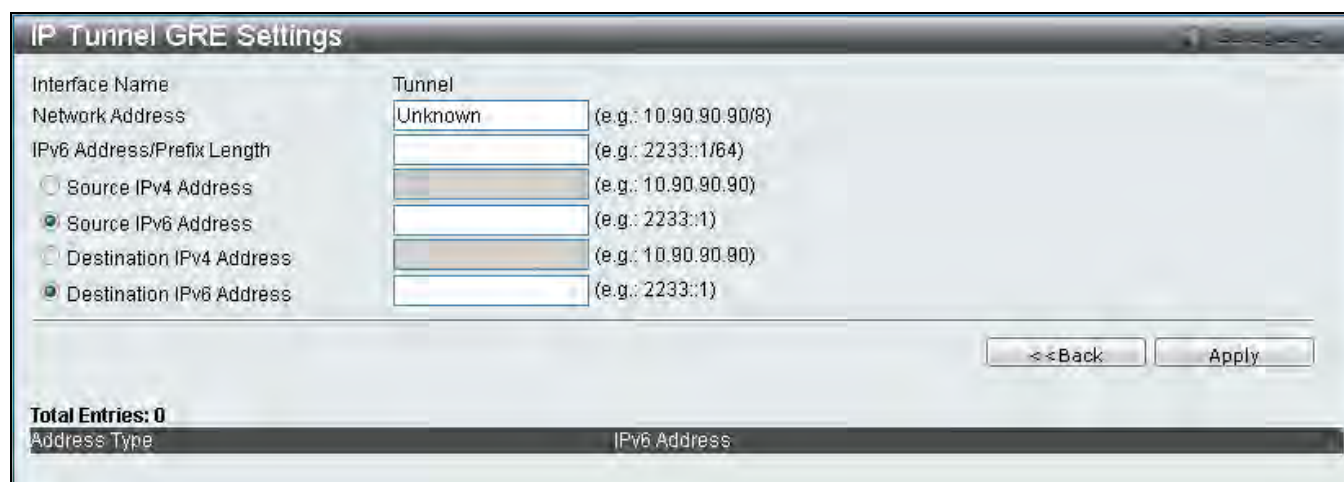 IP Tunnel GRE Settings
Interface Name Tunnel
Network Address Unknown (e.g.: 10.90.90.90/8)
IPv6 Address/Prefix Length (e.g.: 2233::1/64)
Source IPv4 Address (e.g.: 10.90.90.90)
Source IPv6 Address (e.g.: 2233::1)
Destination IPv4 Address (e.g.: 10.90.90.90)
Destination IPv6 Address (e.g.: 2233::1)
<<Back Apply
Total Entries: 0
Address Type IPv6 Address